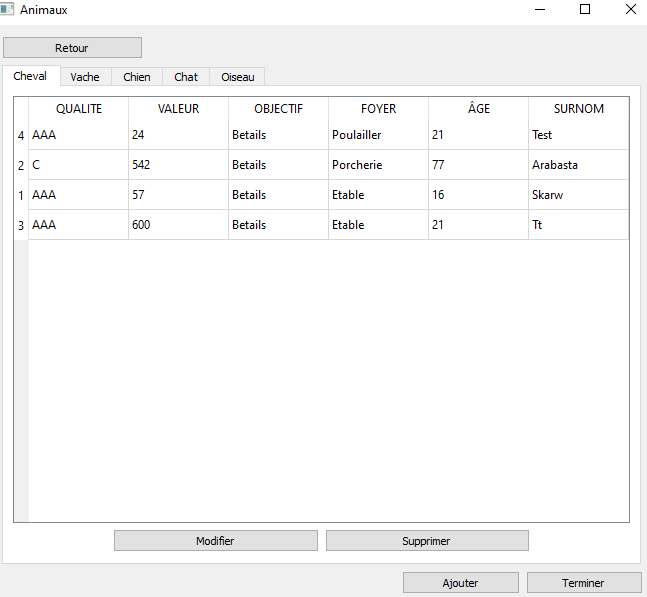 Animaux
Retour
Cheval Vache Chien Chat Oiseau
QUALITE VALEUR OBJECTIF FOYER ÂGE SURNOM
4 AAA 24 Betails Poulailler 21 Test
2 C 542 Betails Porcherie 77 Arabasta
1 AAA 57 Betails Etable 16 Skarw
3 AAA 600 Betails Etable 21 Tt
Modifier Supprimer
Ajouter Terminer